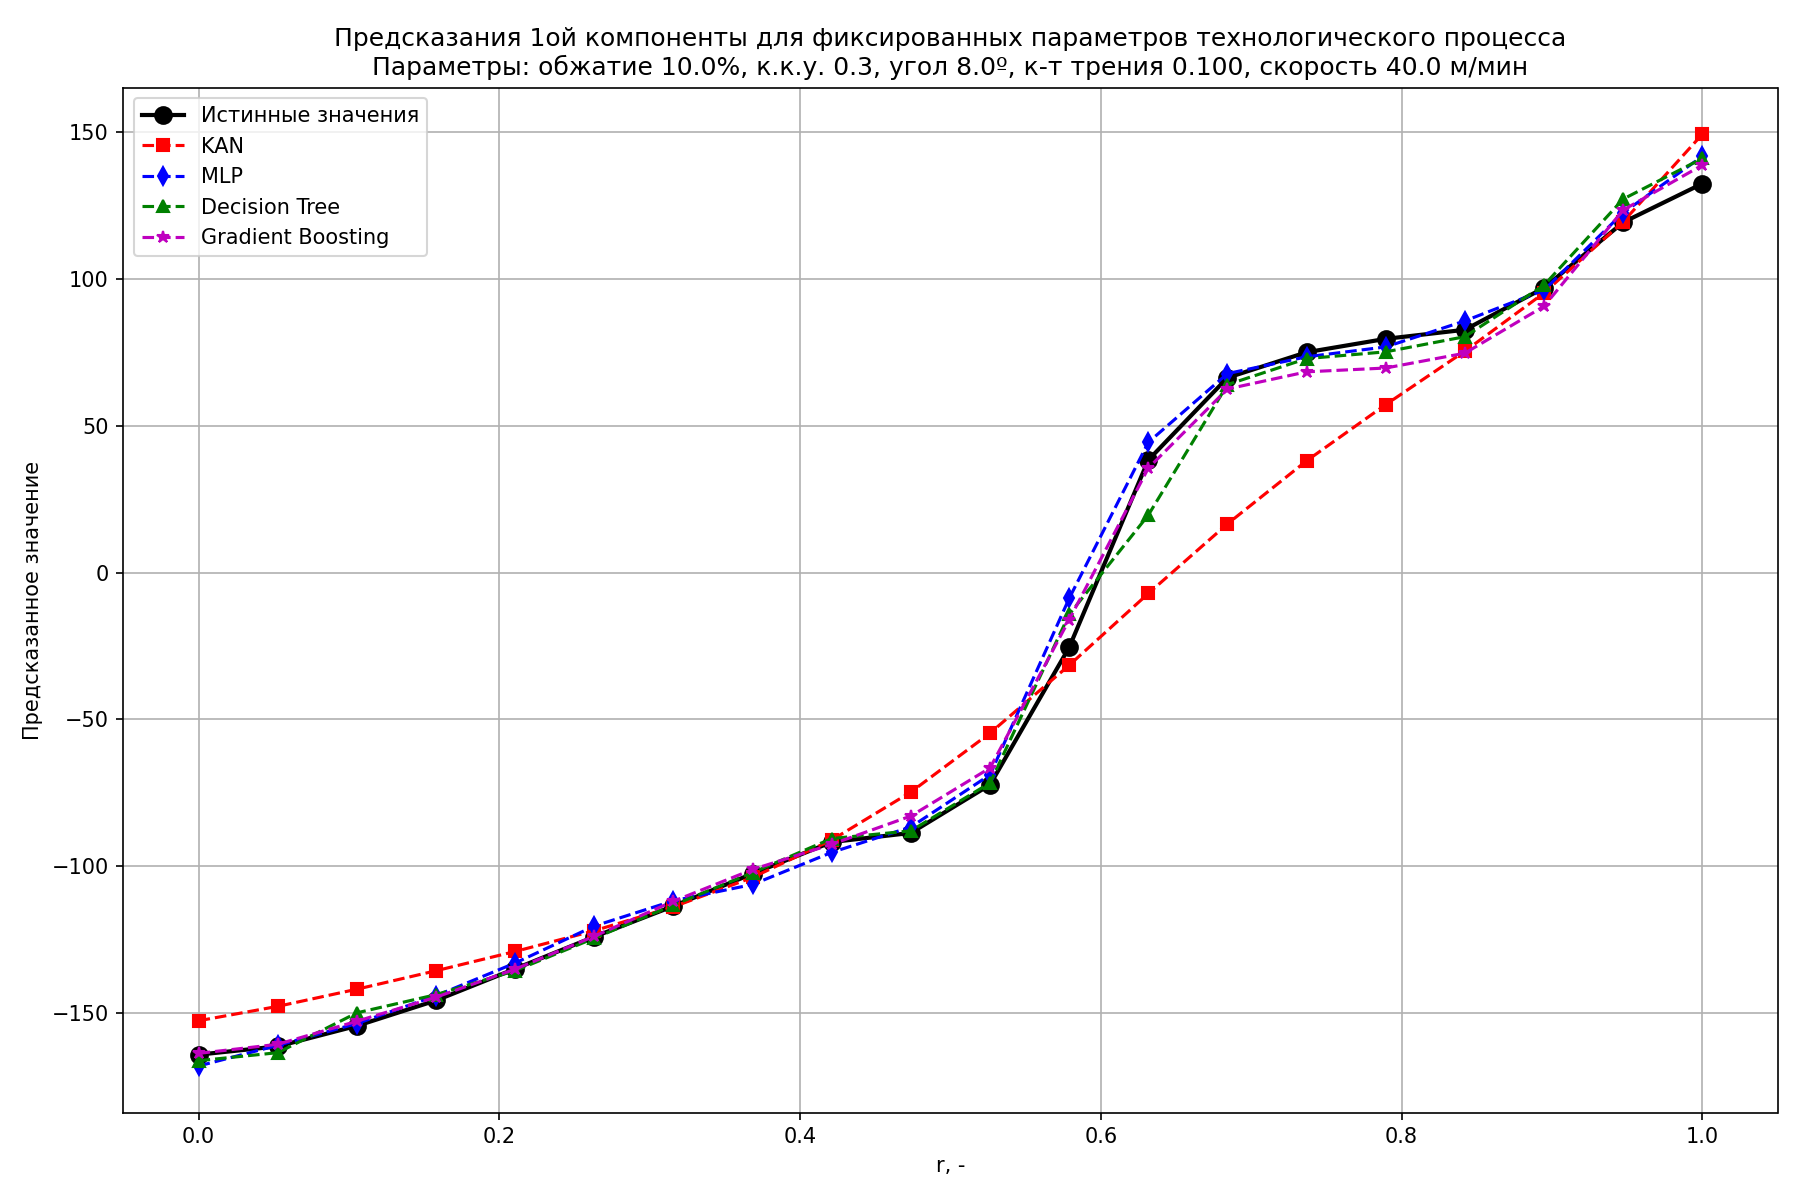 Предсказания 1ой компоненты для фиксированных параметров технологического процесса
Параметры: обжатие 10.0%, к.к.у. 0.3, угол 8.0º, к-т трения 0.100, скорость 40.0 м/мин
Истинные значения
KAN
MLP
Decision Tree
Gradient Boosting
Предсказанное значение
150
100
50
0
−50
−100
−150
0.0
0.2
0.4
0.6
0.8
1.0
r, -